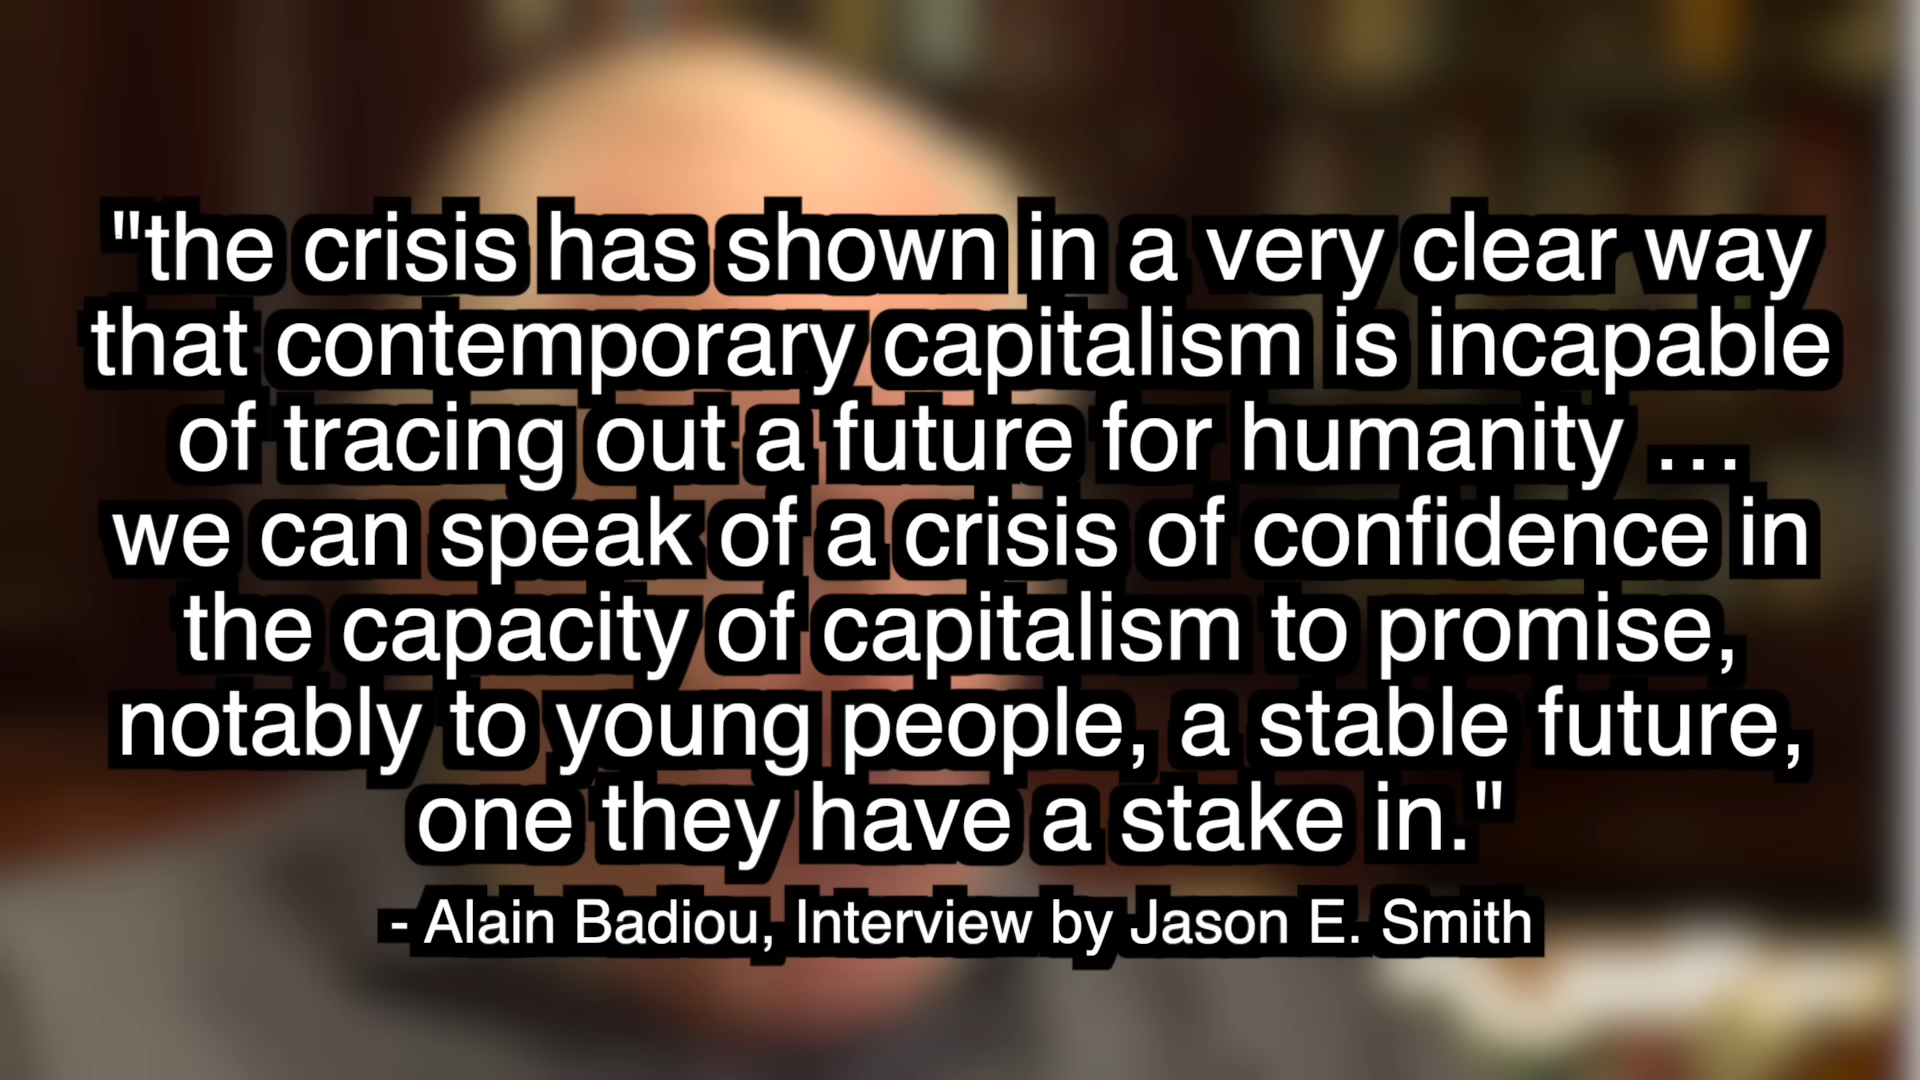 "the crisis has shown in a very clear way
that contemporary capitalism is incapable
of tracing out a future for humanity …
we can speak of a crisis of confidence in
the capacity of capitalism to promise,
notably to young people, a stable future,
one they have a stake in."
- Alain Badiou, Interview by Jason E. Smith